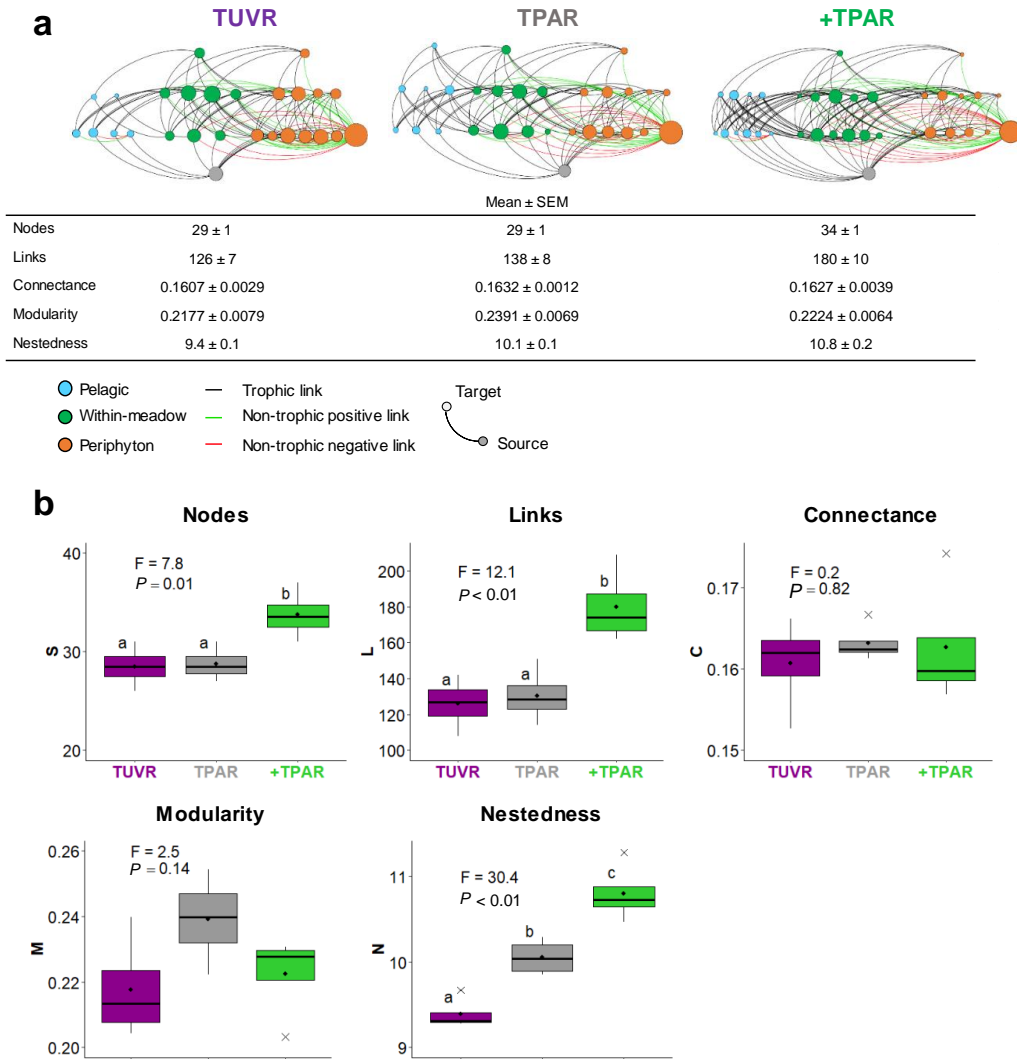 a
TUVR TPAR +TPAR
Mean ± SEM
Nodes 29 ± 1 29 ± 1 34 ± 1
Links 126 ± 7 138 ± 8 180 ± 10
Connectance 0.1607 ± 0.0029 0.1632 ± 0.0012 0.1627 ± 0.0039
Modularity 0.2177 ± 0.0079 0.2391 ± 0.0069 0.2224 ± 0.0064
Nestedness 9.4 ± 0.1 10.1 ± 0.1 10.8 ± 0.2
Pelagic Trophic link Target
Within-meadow Non-trophic positive link
Periphyton Non-trophic negative link Source
b
Nodes
40
30
20
S
F = 7.8
P = 0.01
a a b
TUVR TPAR +TPAR
Links
200
180
160
140
120
100
L
F = 12.1
P < 0.01
a a b
TUVR TPAR +TPAR
Connectance
0.17
0.16
0.15
C
F = 0.2
P = 0.82
TUVR TPAR +TPAR
Modularity
0.26
0.24
0.22
0.20
M
F = 2.5
P = 0.14
Nestedness
11
10
9
N
F = 30.4
P < 0.01
a b c